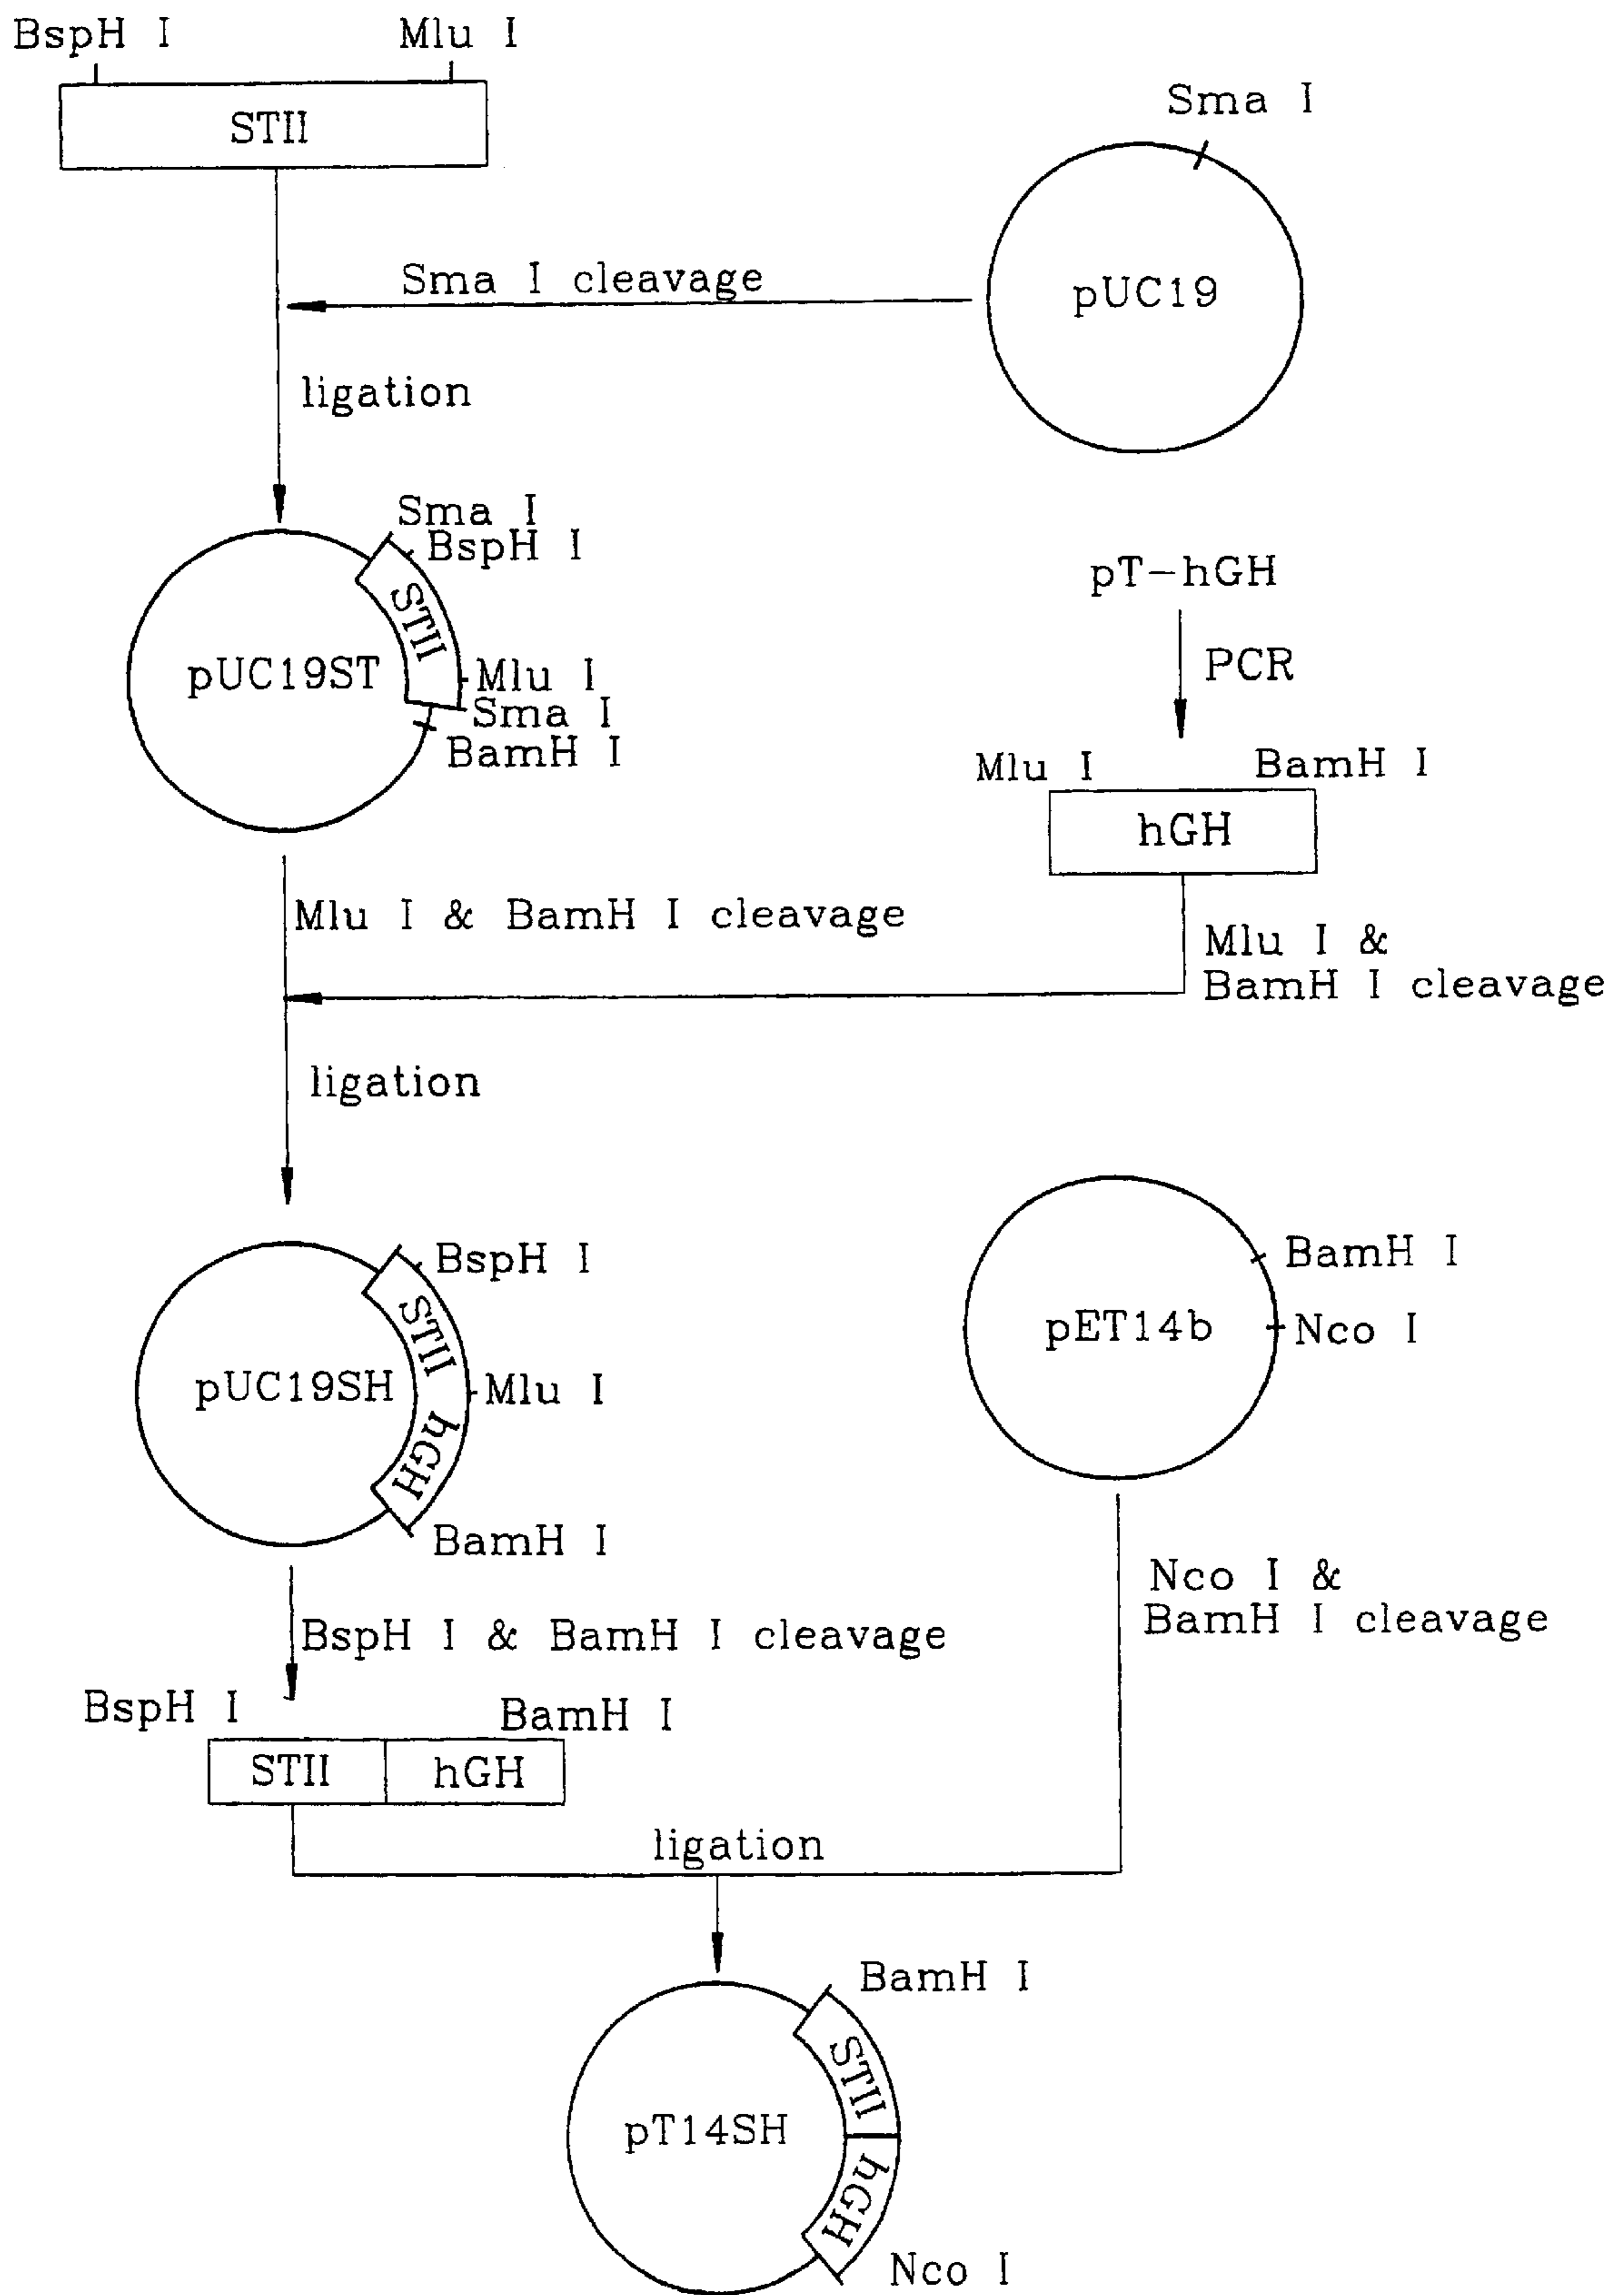 BspH I
Mlu I
STII
Sma I
pUC19
Sma I cleavage
ligation
Sma I
BspH I
STII
pUC19ST
Mlu I
Sma I
BamH I
pT-hGH
PCR
Mlu I
BamH I
hGH
Mlu I & BamH I cleavage
Mlu I &
BamH I cleavage
ligation
BspH I
STII
pUC19SH
Mlu I
hGH
BamH I
BamH I
pET14b
Nco I
BspH I & BamH I cleavage
Nco I &
BamH I cleavage
BspH I
BamH I
STII
hGH
ligation
BamH I
STII
pT14SH
hGH
Nco I